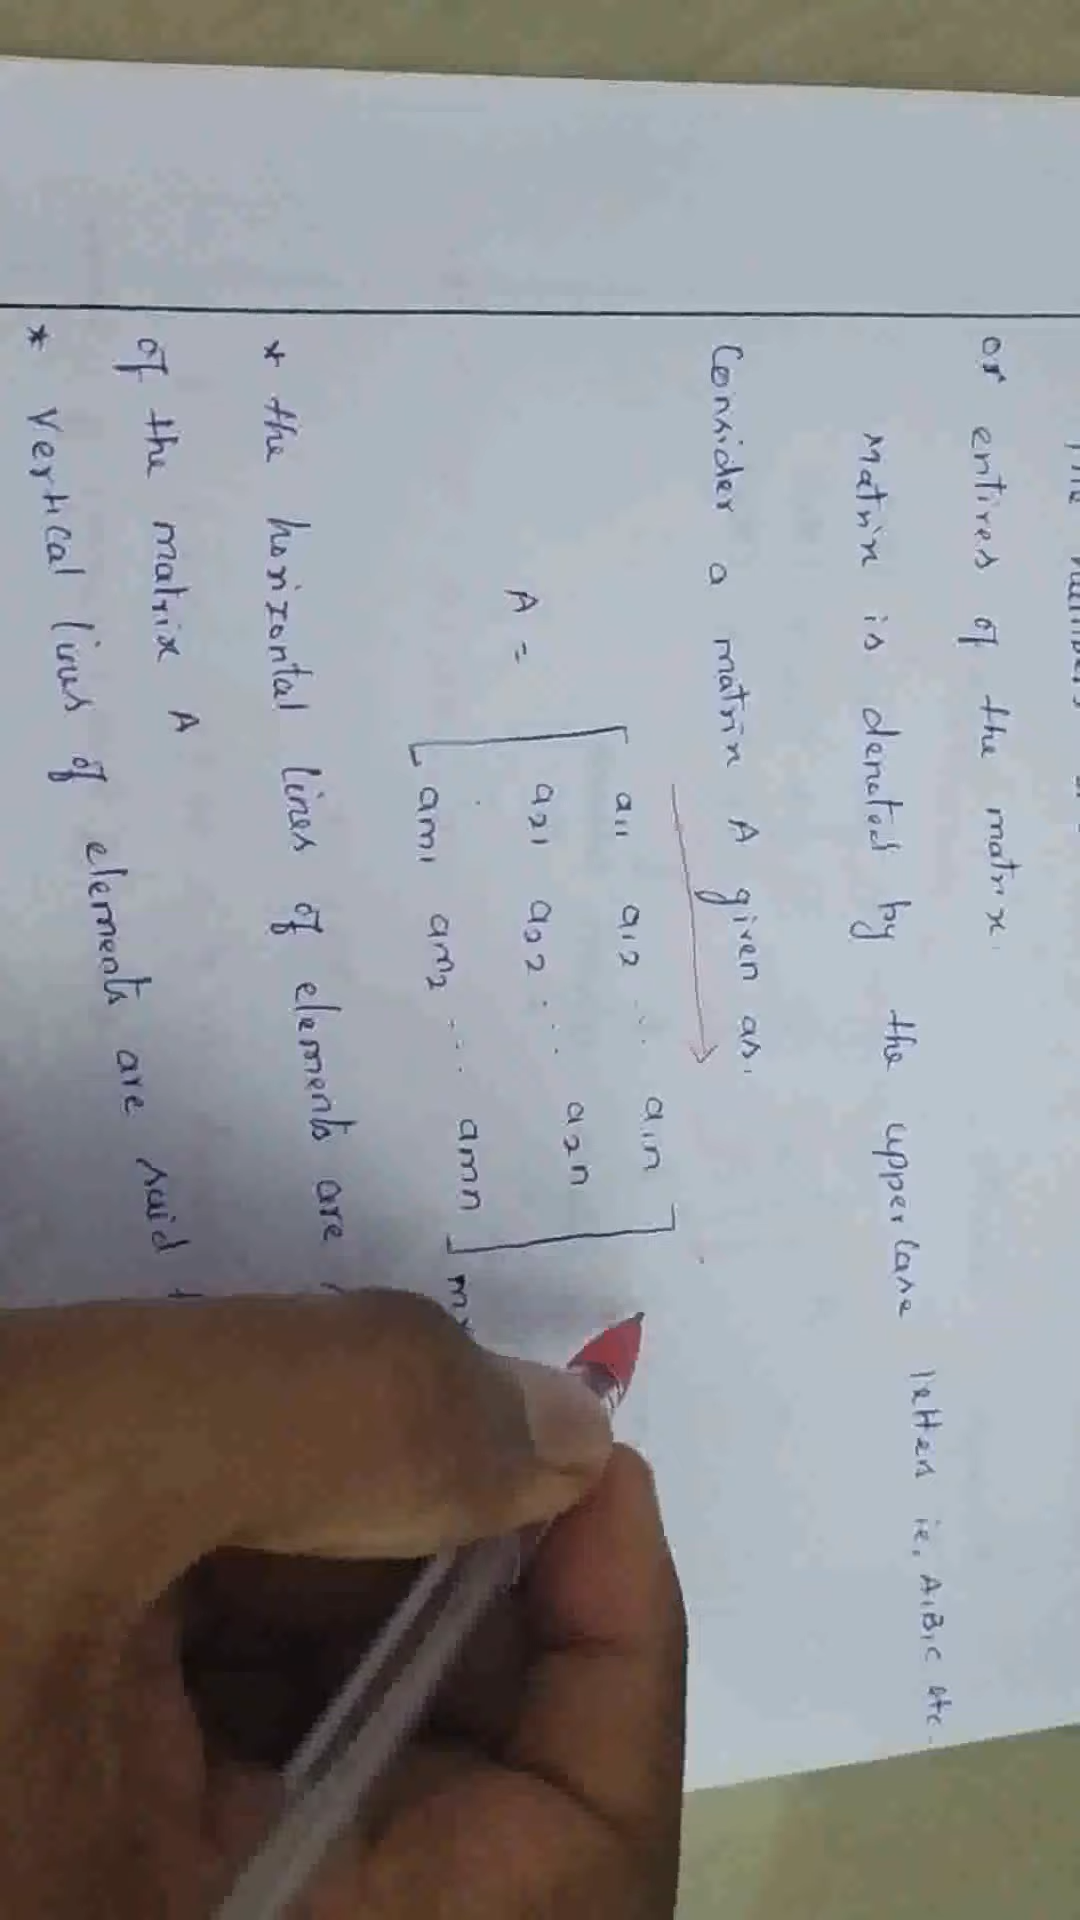 or entires of the matrix.
Matrix is denoted by the uppercase letters ie, A,B,C etc.
Consider a matrix A given as.
a11 a12 ... a1n
A = a21 a22 ... a2n
am1 am2 ... amn
* the horizontal lines of elements are
of the matrix A
* Vertical lines of elements are said